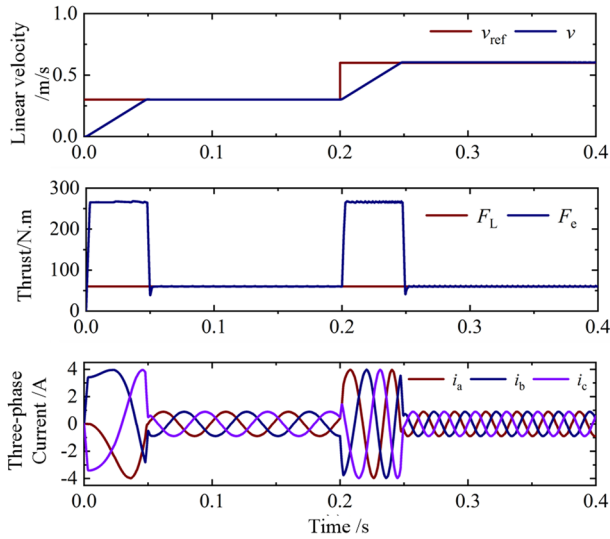 1.0
0.5
0.0
Linear velocity
/m/s
v_ref v
0.0 0.1 0.2 0.3 0.4
300
250
200
150
100
50
0
Thrust/N.m
F_L F_e
0.0 0.1 0.2 0.3 0.4
4
2
0
-2
-4
Three-phase
Current /A
i_a i_b i_c
0.0 0.1 0.2 0.3 0.4
Time /s